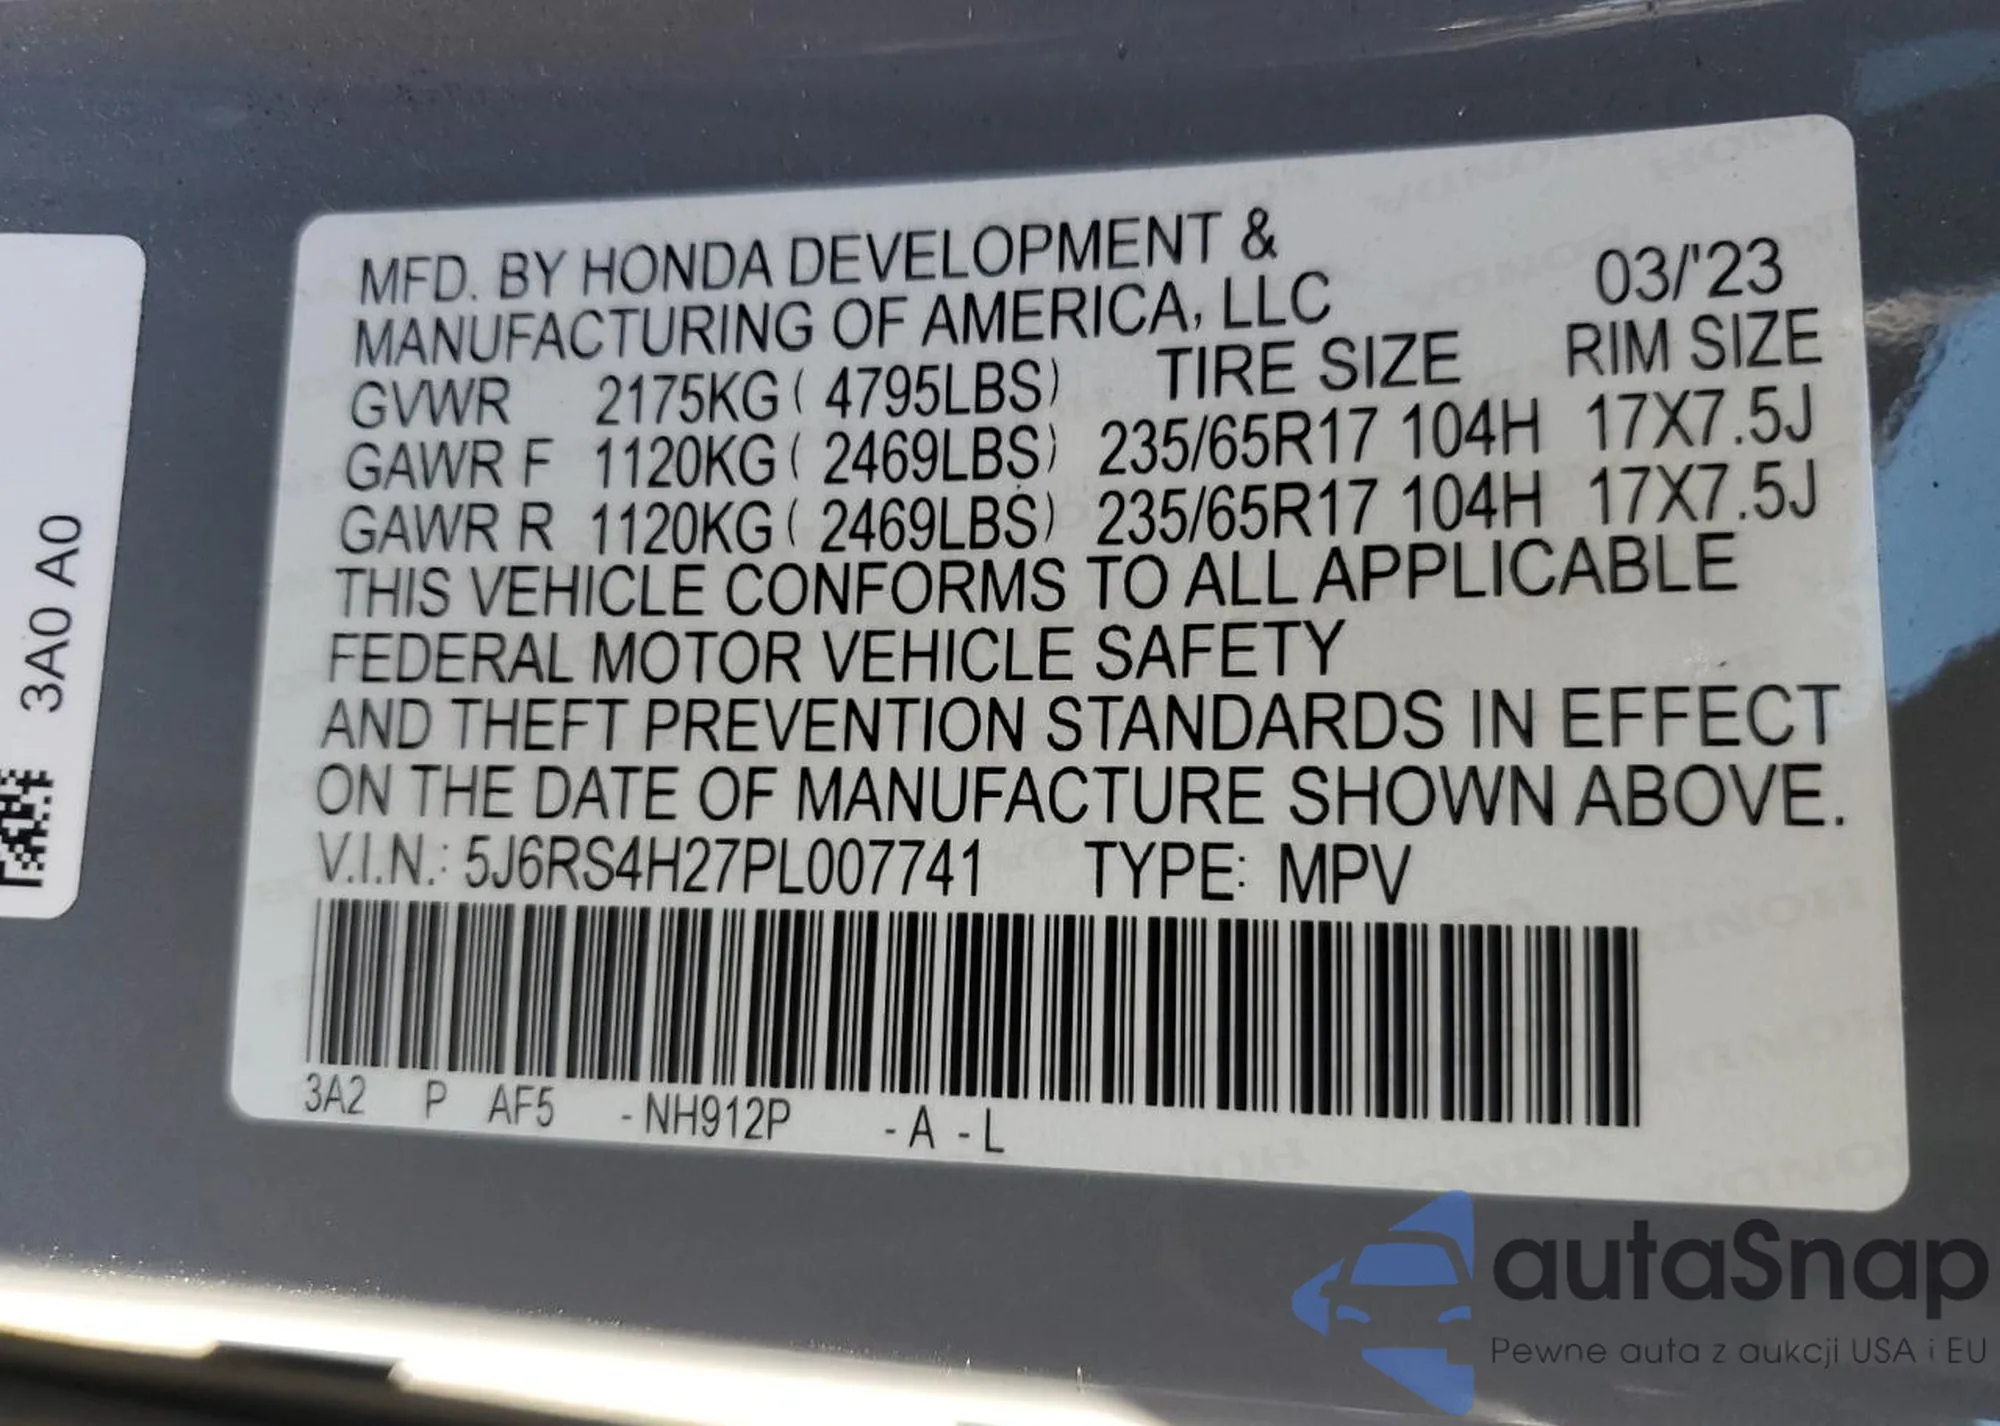 MFD. BY HONDA DEVELOPMENT &
MANUFACTURING OF AMERICA, LLC 03/'23
GVWR 2175KG ( 4795LBS) TIRE SIZE RIM SIZE
GAWR F 1120KG ( 2469LBS) 235/65R17 104H 17X7.5J
GAWR R 1120KG ( 2469LBS) 235/65R17 104H 17X7.5J
THIS VEHICLE CONFORMS TO ALL APPLICABLE
FEDERAL MOTOR VEHICLE SAFETY
AND THEFT PREVENTION STANDARDS IN EFFECT
ON THE DATE OF MANUFACTURE SHOWN ABOVE.
V.I.N.: 5J6RS4H27PL007741 TYPE: MPV
3A2 P AF5 -NH912P -A -L
3A0 A0
autaSnap
Pewne auta z aukcji USA i EU